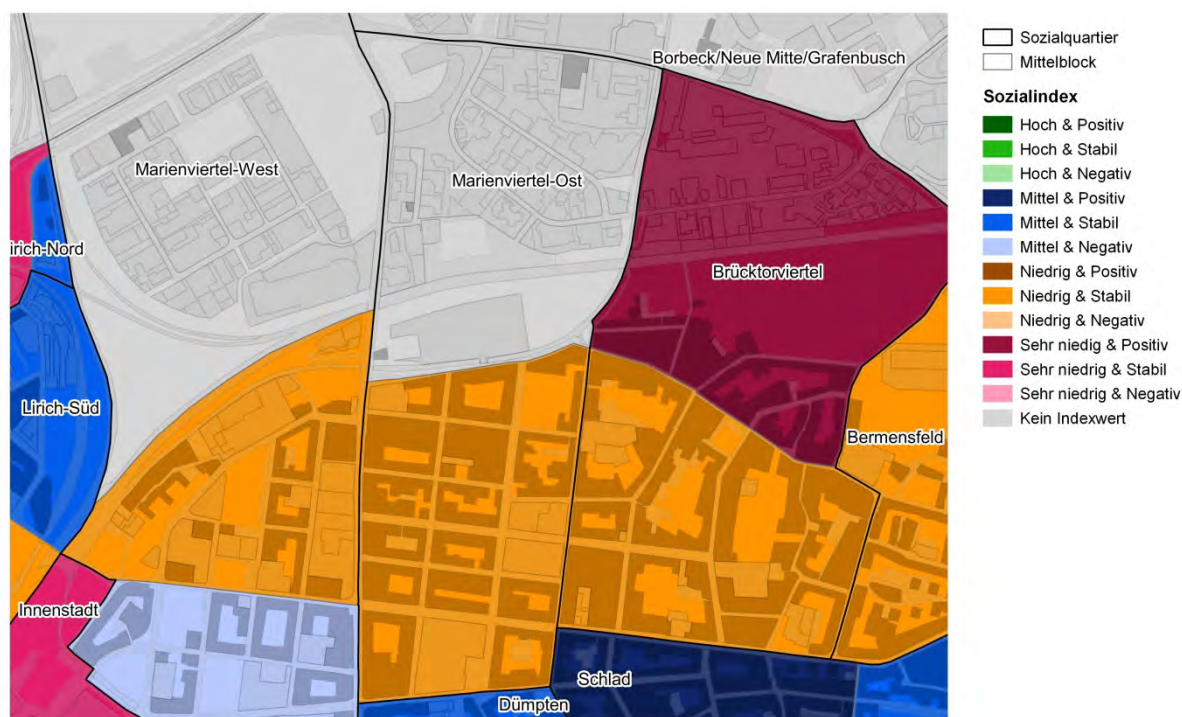 Borbeck/Neue Mitte/Grafenbusch
Marienviertel-West
Marienviertel-Ost
irich-Nord
Brücktorviertel
Lirich-Süd
Bermensfeld
Innenstadt
Schlad
Dümpten
Sozialquartier
Mittelblock
Sozialindex
Hoch & Positiv
Hoch & Stabil
Hoch & Negativ
Mittel & Positiv
Mittel & Stabil
Mittel & Negativ
Niedrig & Positiv
Niedrig & Stabil
Niedrig & Negativ
Sehr niedig & Positiv
Sehr niedrig & Stabil
Sehr niedrig & Negativ
Kein Indexwert